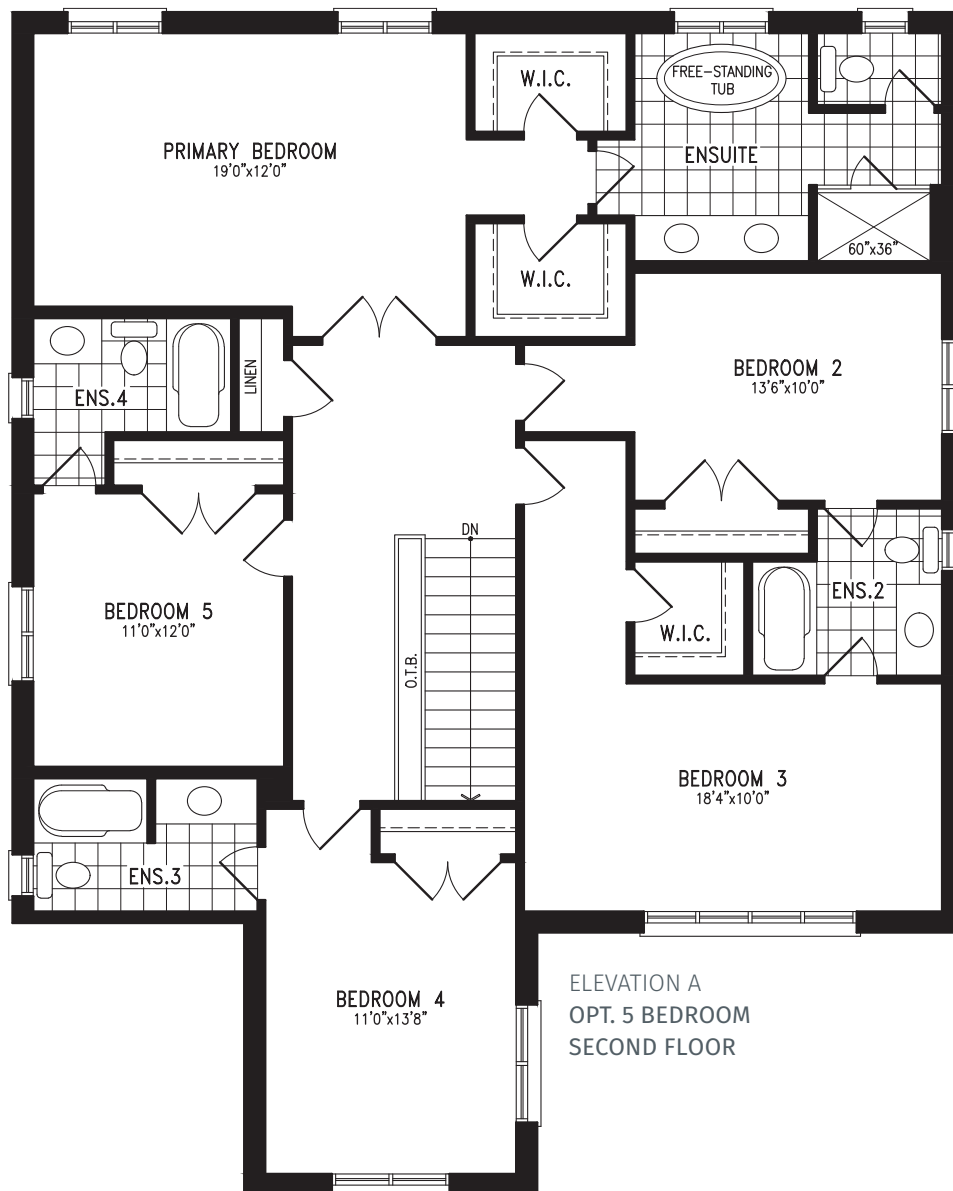 W.I.C.
FREE-STANDING
TUB
PRIMARY BEDROOM
19'0"x12'0"
ENSUITE
60"x36"
W.I.C.
BEDROOM 2
13'6"x10'0"
LINEN
ENS.4
DN
BEDROOM 5
11'0"x12'0"
O.T.B.
W.I.C.
ENS.2
BEDROOM 3
18'4"x10'0"
ENS.3
BEDROOM 4
11'0"x13'8"
ELEVATION A
OPT. 5 BEDROOM
SECOND FLOOR